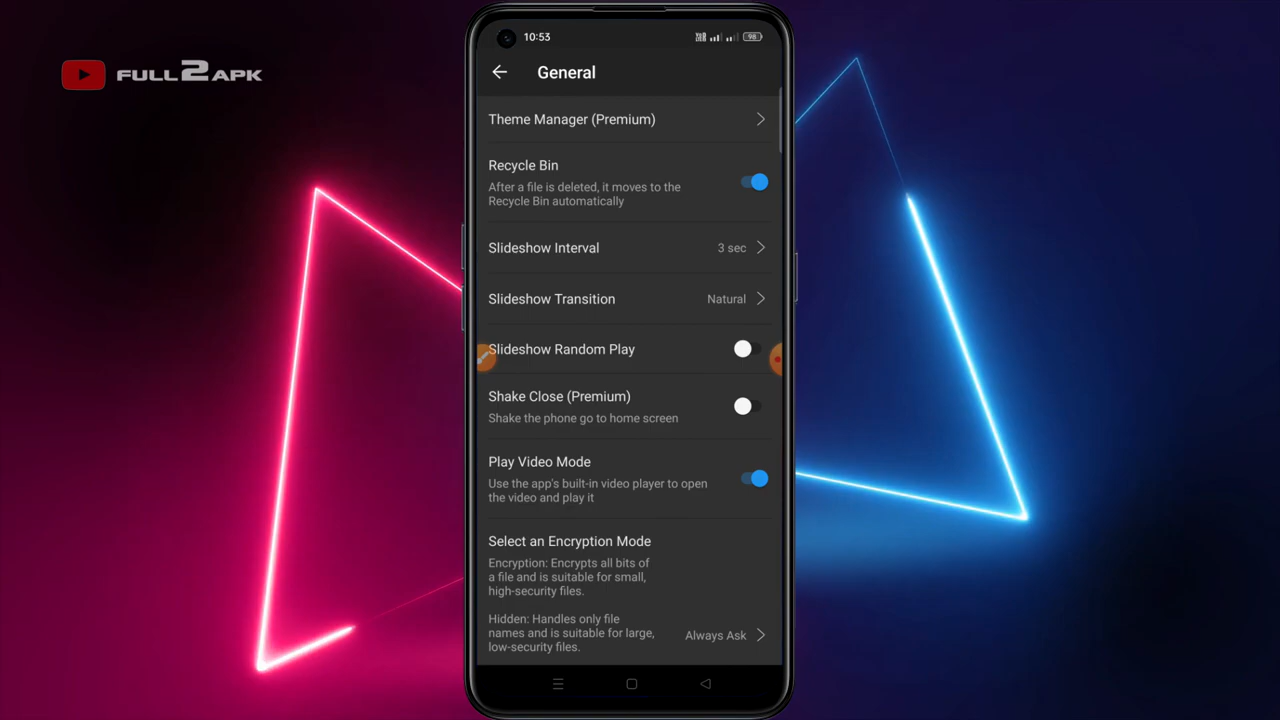 FULL2APK
10:53
98
General
Theme Manager (Premium)
Recycle Bin
After a file is deleted, it moves to the
Recycle Bin automatically
Slideshow Interval
3 sec
Slideshow Transition
Natural
Slideshow Random Play
Shake Close (Premium)
Shake the phone go to home screen
Play Video Mode
Use the app's built-in video player to open
the video and play it
Select an Encryption Mode
Encryption: Encrypts all bits of
a file and is suitable for small,
high-security files.
Hidden: Handles only file
names and is suitable for large,
low-security files.
Always Ask